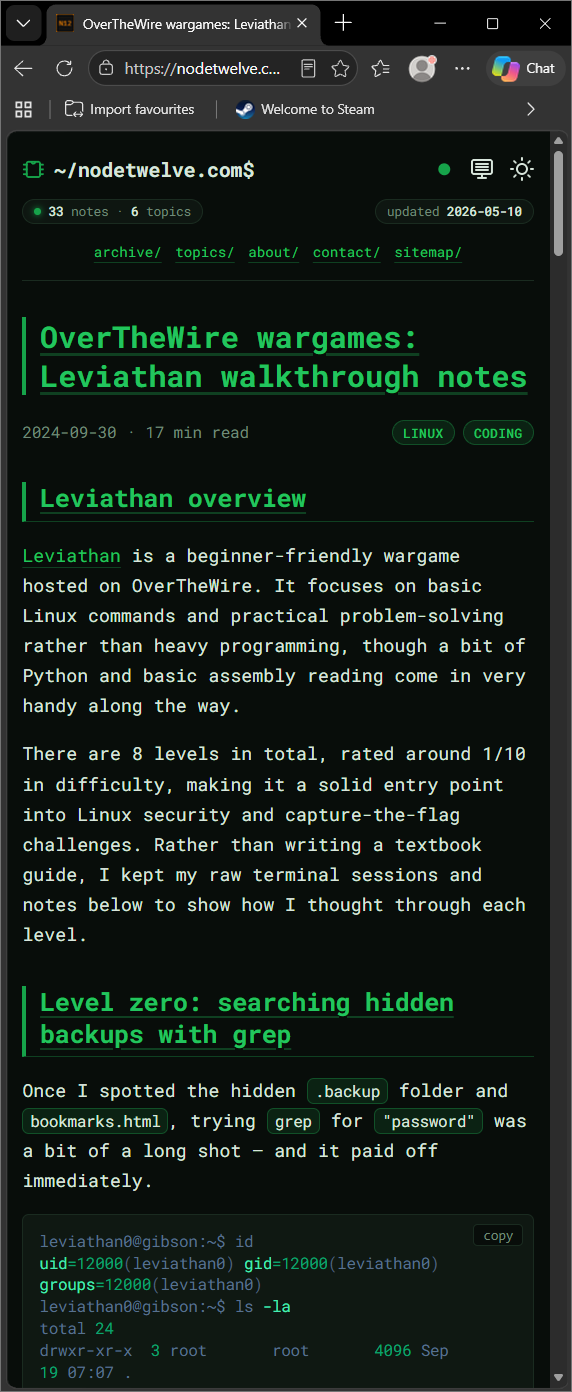 OverTheWire wargames: Leviathan
https://nodetwelve.c...
Chat
Import favourites
Welcome to Steam
~/nodetwelve.com$
33 notes · 6 topics
updated 2026-05-10
archive/ topics/ about/ contact/ sitemap/
OverTheWire wargames:
Leviathan walkthrough notes
2024-09-30 · 17 min read
LINUX
CODING
Leviathan overview
Leviathan is a beginner-friendly wargame
hosted on OverTheWire. It focuses on basic
Linux commands and practical problem-solving
rather than heavy programming, though a bit of
Python and basic assembly reading come in very
handy along the way.
There are 8 levels in total, rated around 1/10
in difficulty, making it a solid entry point
into Linux security and capture-the-flag
challenges. Rather than writing a textbook
guide, I kept my raw terminal sessions and
notes below to show how I thought through each
level.
Level zero: searching hidden
backups with grep
Once I spotted the hidden .backup folder and
bookmarks.html, trying grep for "password" was
a bit of a long shot — and it paid off
immediately.
copy
leviathan0@gibson:~$ id
uid=12000(leviathan0) gid=12000(leviathan0)
groups=12000(leviathan0)
leviathan0@gibson:~$ ls -la
total 24
drwxr-xr-x 3 root root 4096 Sep
19 07:07 .